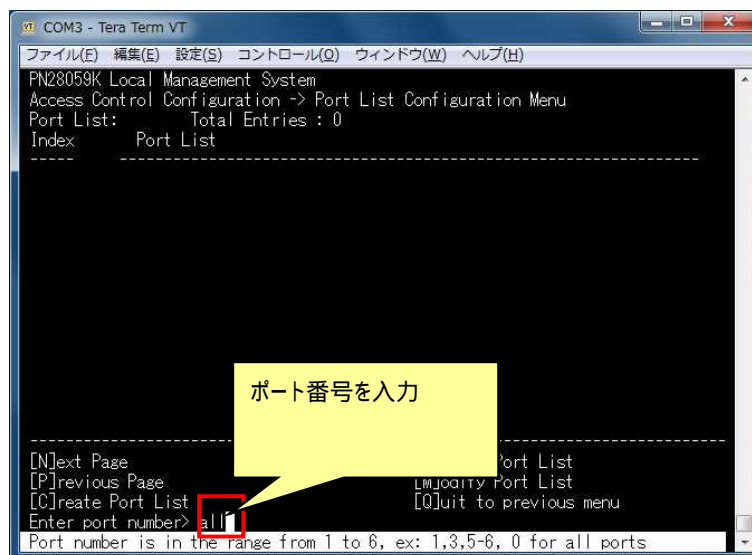 COM3 - Tera Term VT
ファイル(F) 編集(E) 設定(S) コントロール(O) ウィンドウ(W) ヘルプ(H)
PN28059K Local Management System
Access Control Configuration -> Port List Configuration Menu
Port List: Total Entries : 0
Index Port List
ポート番号を入力
[N]ext Page ort List
[P]revious Page [M]odify Port List
[C]reate Port List [Q]uit to previous menu
Enter port number> all
Port number is in the range from 1 to 6, ex: 1,3,5-6, 0 for all ports